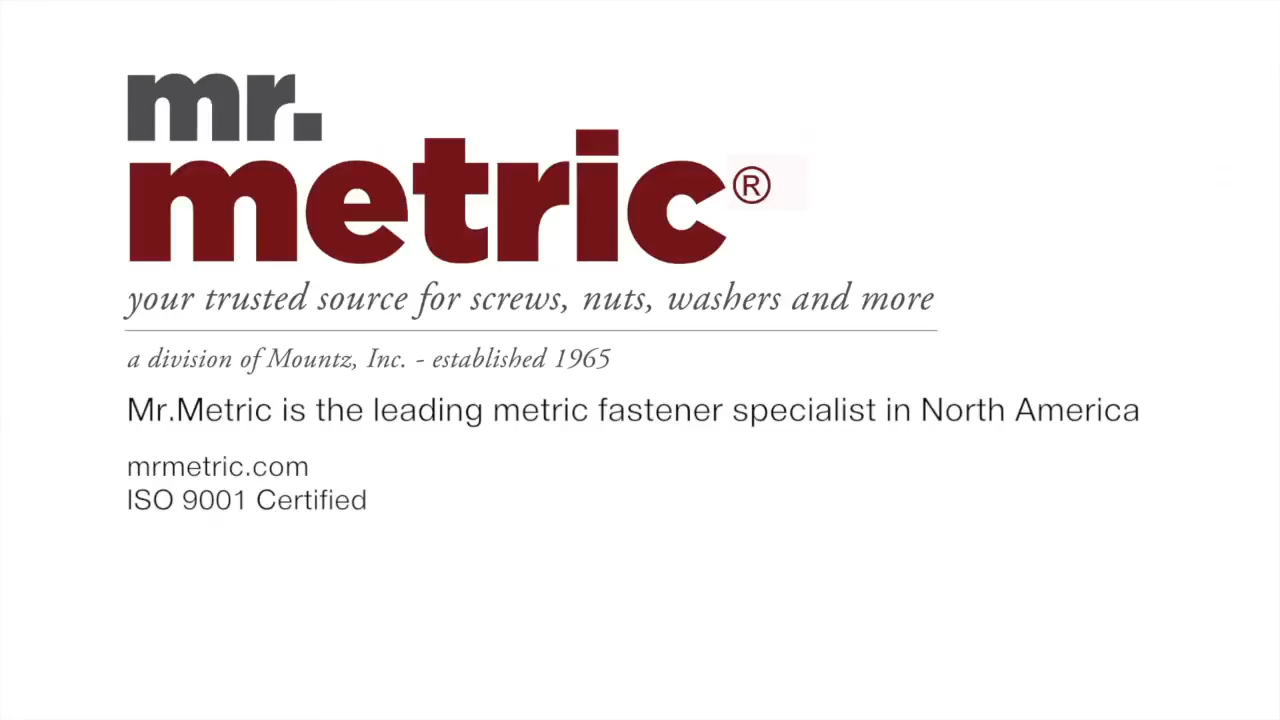 mr.
metric®
your trusted source for screws, nuts, washers and more
a division of Mountz, Inc. - established 1965
Mr.Metric is the leading metric fastener specialist in North America
mrmetric.com
ISO 9001 Certified